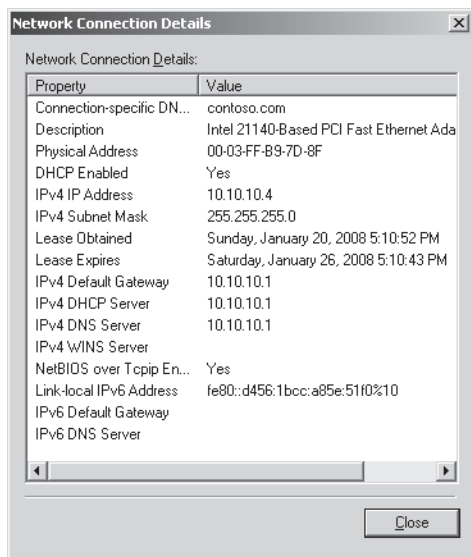 Network Connection Details
Network Connection Details:
Property Value
Connection-specific DN... contoso.com
Description Intel 21140-Based PCI Fast Ethernet Ada
Physical Address 00-03-FF-B9-7D-8F
DHCP Enabled Yes
IPv4 IP Address 10.10.10.4
IPv4 Subnet Mask 255.255.255.0
Lease Obtained Sunday, January 20, 2008 5:10:52 PM
Lease Expires Saturday, January 26, 2008 5:10:43 PM
IPv4 Default Gateway 10.10.10.1
IPv4 DHCP Server 10.10.10.1
IPv4 DNS Server 10.10.10.1
IPv4 WINS Server
NetBIOS over Tcpip En... Yes
Link-local IPv6 Address fe80::d456:1bcc:a85e:51f0%10
IPv6 Default Gateway
IPv6 DNS Server
Close